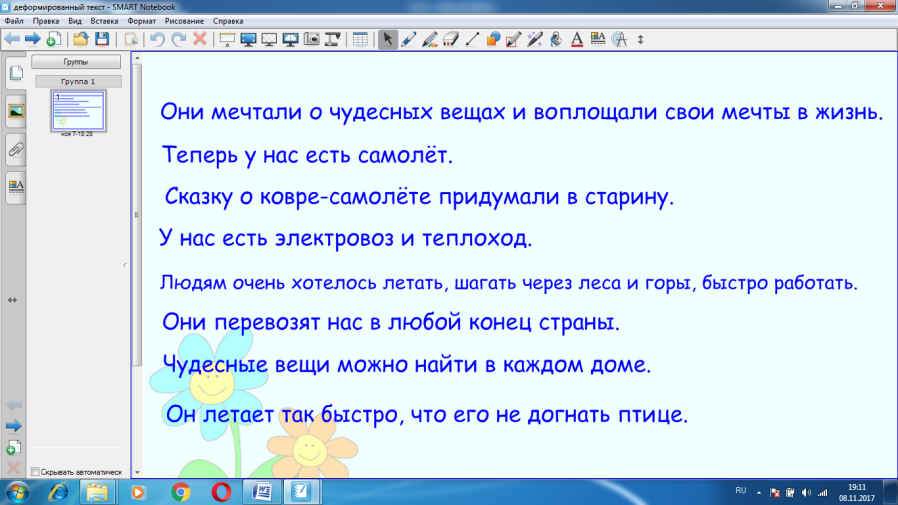 деформированный текст - SMART Notebook
Файл Правка Вид Вставка Формат Рисование Справка
Группы
Группа 1
ноя 7-18:28
Они мечтали о чудесных вещах и воплощали свои мечты в жизнь.
Теперь у нас есть самолёт.
Сказку о ковре-самолёте придумали в старину.
У нас есть электровоз и теплоход.
Людям очень хотелось летать, шагать через леса и горы, быстро работать.
Они перевозят нас в любой конец страны.
Чудесные вещи можно найти в каждом доме.
Он летает так быстро, что его не догнать птице.
Скрывать автоматическ
RU
19:11
08.11.2017